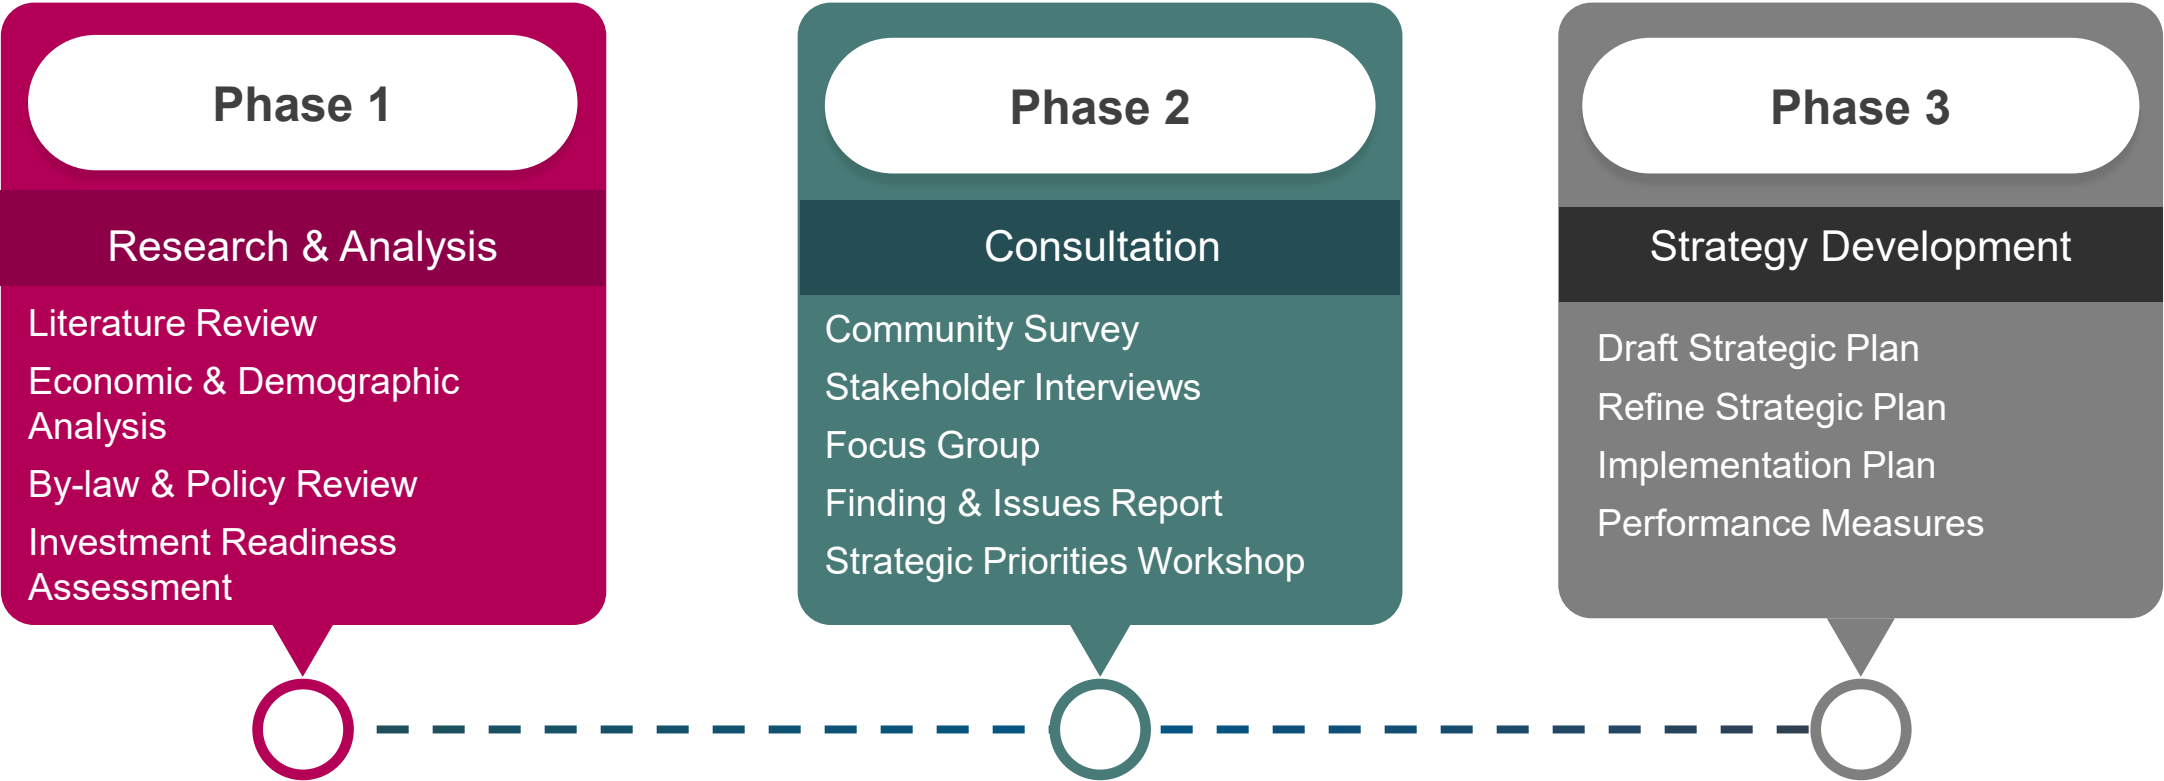 Phase 1
Research & Analysis
Literature Review
Economic & Demographic
Analysis
By-law & Policy Review
Investment Readiness
Assessment
Phase 2
Consultation
Community Survey
Stakeholder Interviews
Focus Group
Finding & Issues Report
Strategic Priorities Workshop
Phase 3
Strategy Development
Draft Strategic Plan
Refine Strategic Plan
Implementation Plan
Performance Measures